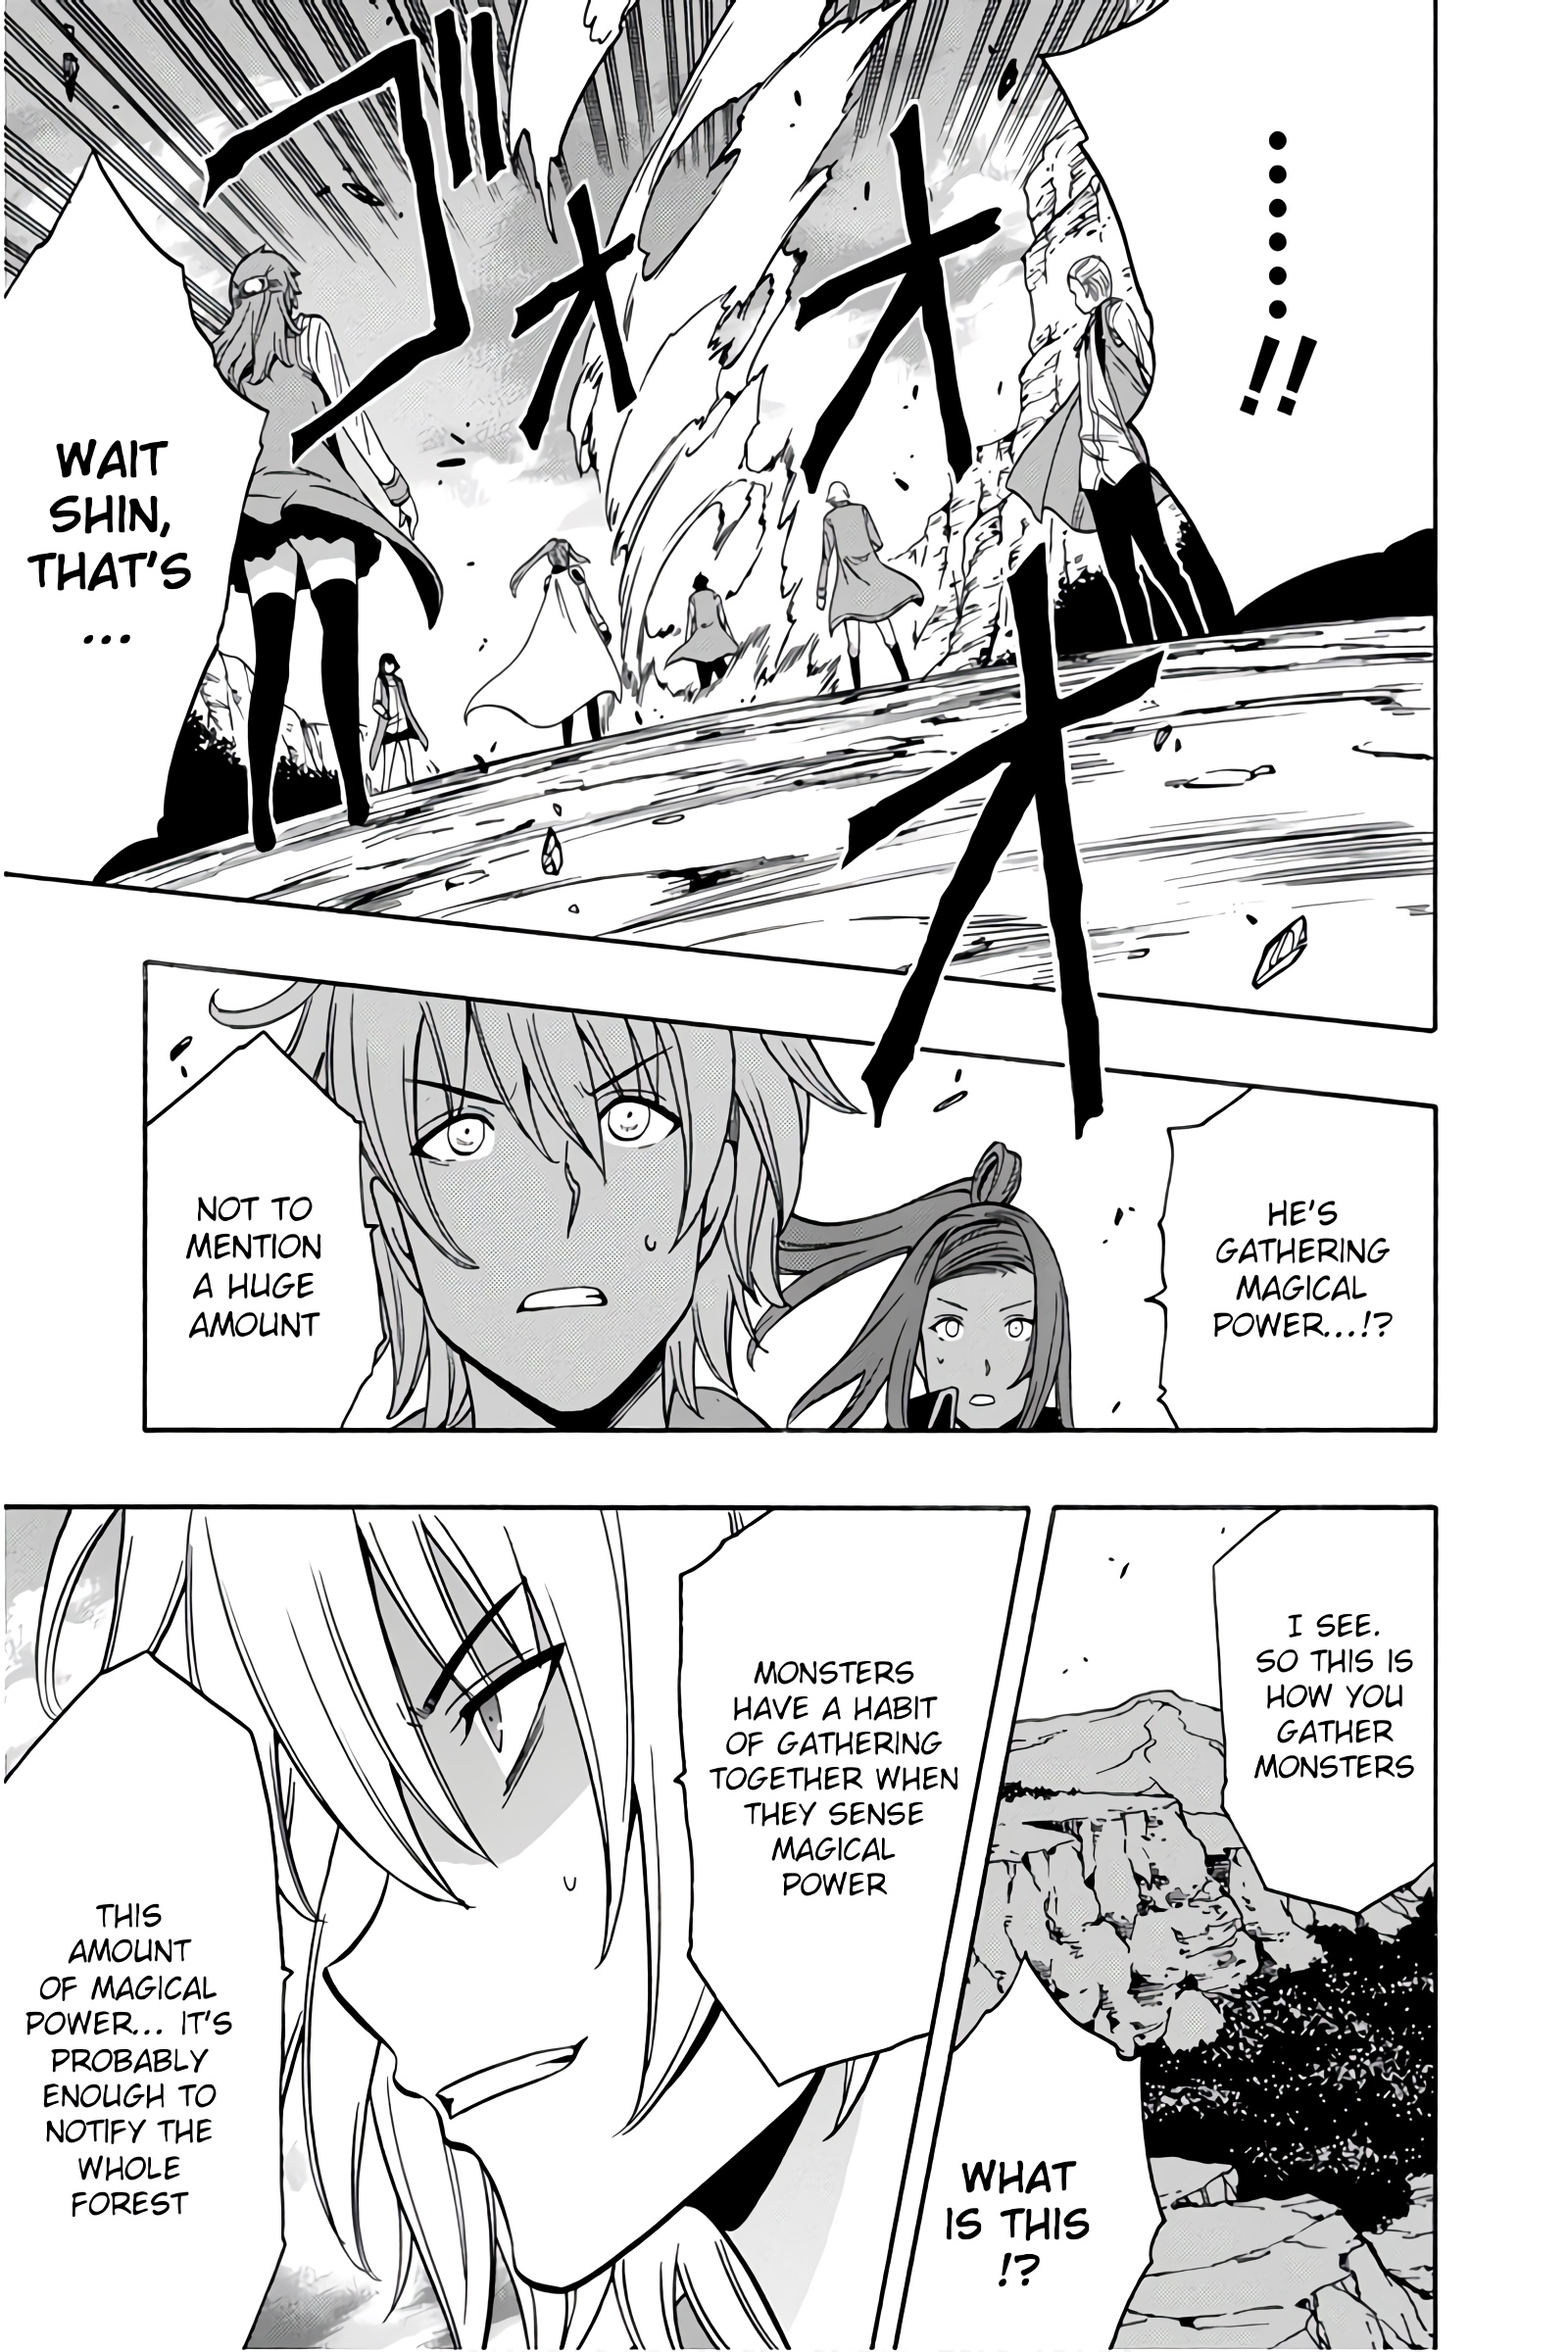 ......!!
ゴォオオ
WAIT
SHIN,
THAT'S
...
HE'S
GATHERING
MAGICAL
POWER...!?
NOT TO
MENTION
A HUGE
AMOUNT
I SEE.
SO THIS IS
HOW YOU
GATHER
MONSTERS
WHAT
IS THIS
!?
MONSTERS
HAVE A HABIT
OF GATHERING
TOGETHER WHEN
THEY SENSE
MAGICAL
POWER
THIS
AMOUNT
OF MAGICAL
POWER... IT'S
PROBABLY
ENOUGH TO
NOTIFY THE
WHOLE
FOREST